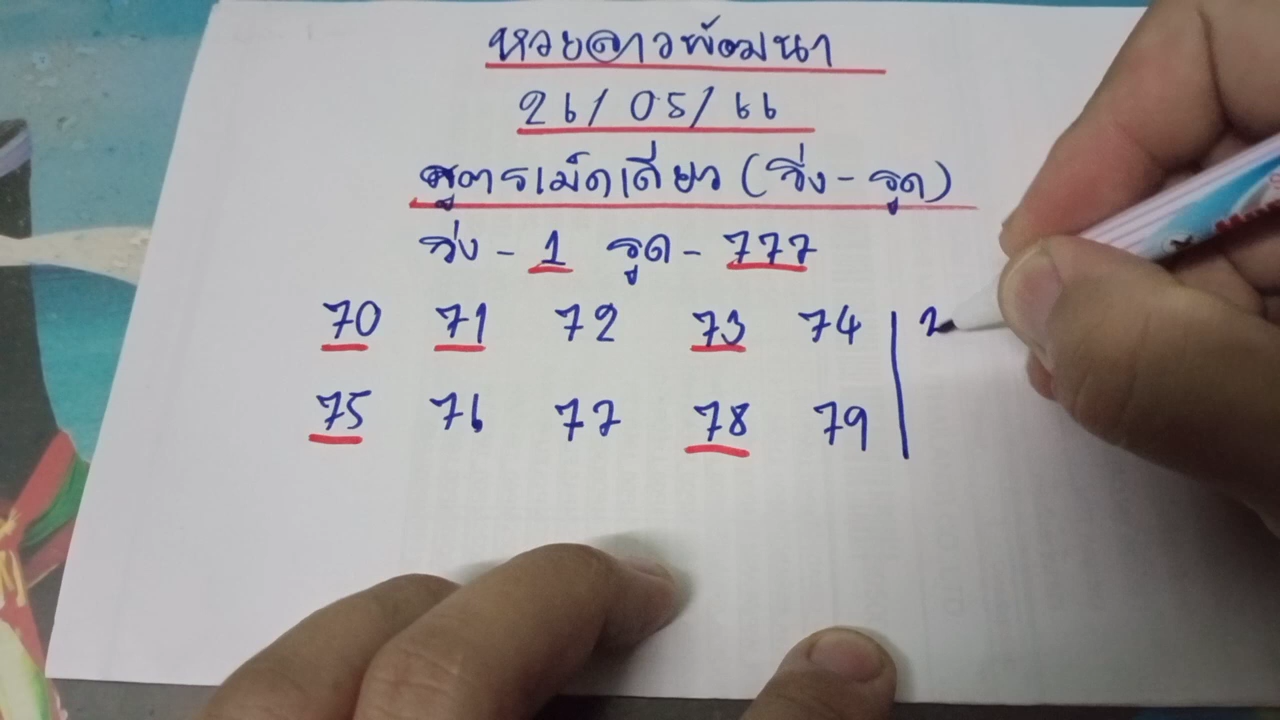 หวยลาวพัฒนา
26/05/66
สูตรเม็ดเดียว (วิ่ง - รูด)
วิ่ง - 1 รูด - 777
70 71 72 73 74
75 76 77 78 79